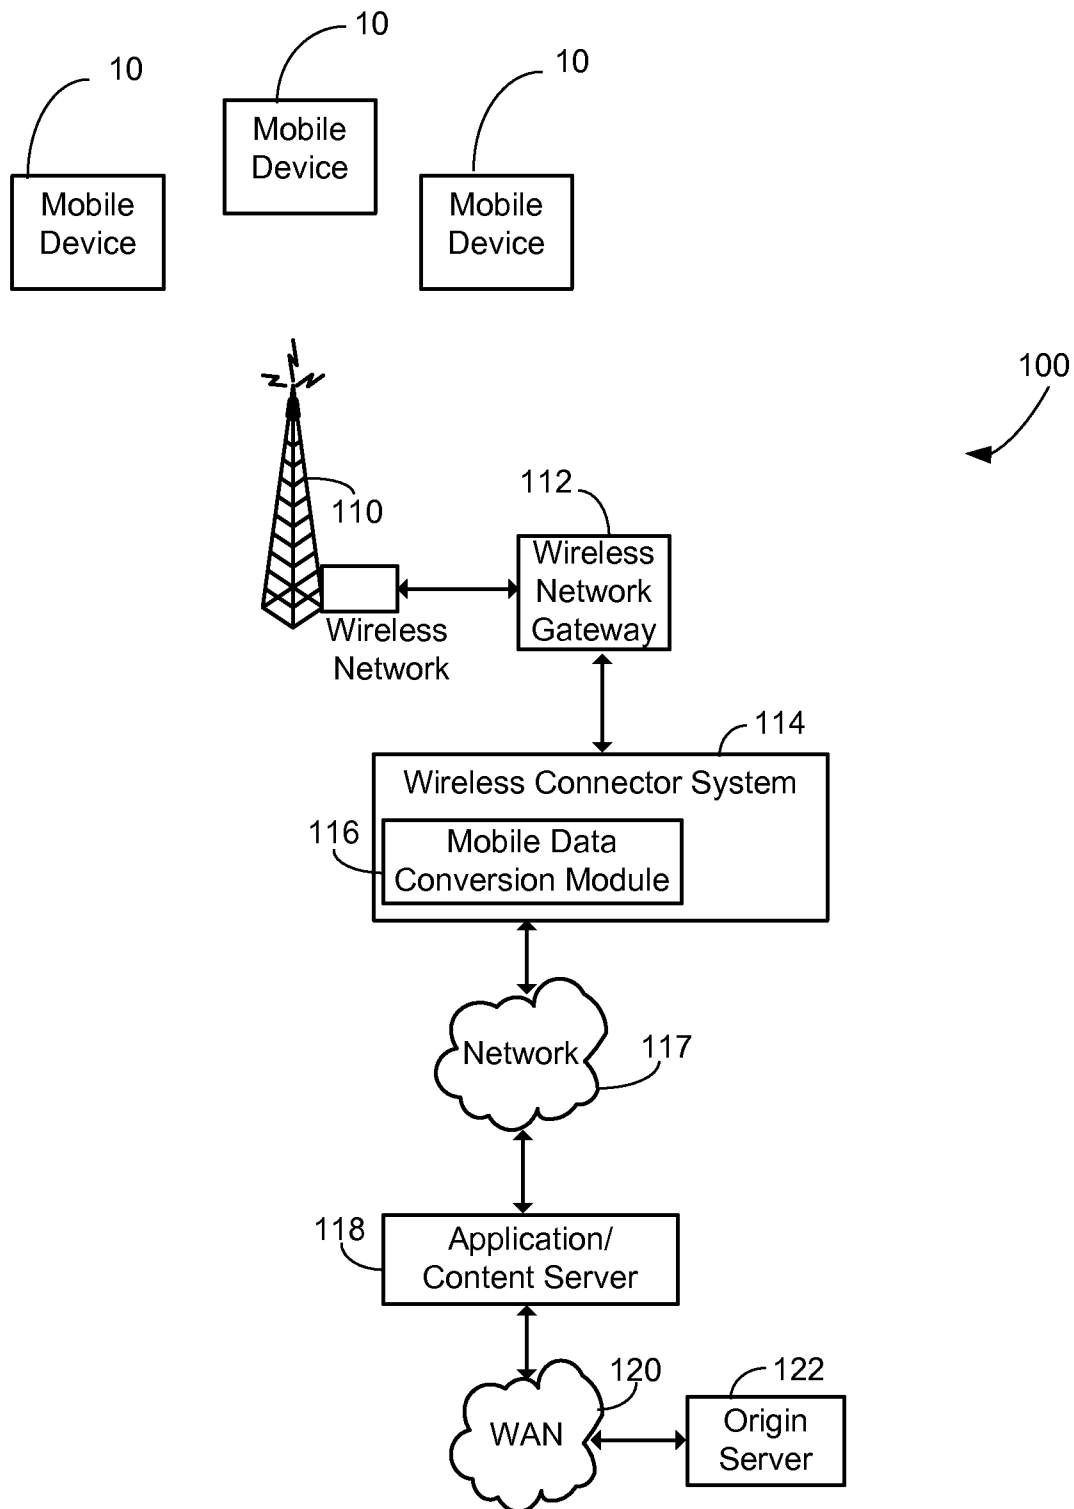 10
10
10
Mobile
Device
Mobile
Device
Mobile
Device
100
110
112
Wireless
Network
Gateway
Wireless
Network
114
Wireless Connector System
116
Mobile Data
Conversion Module
Network
117
118
Application/
Content Server
120
WAN
122
Origin
Server